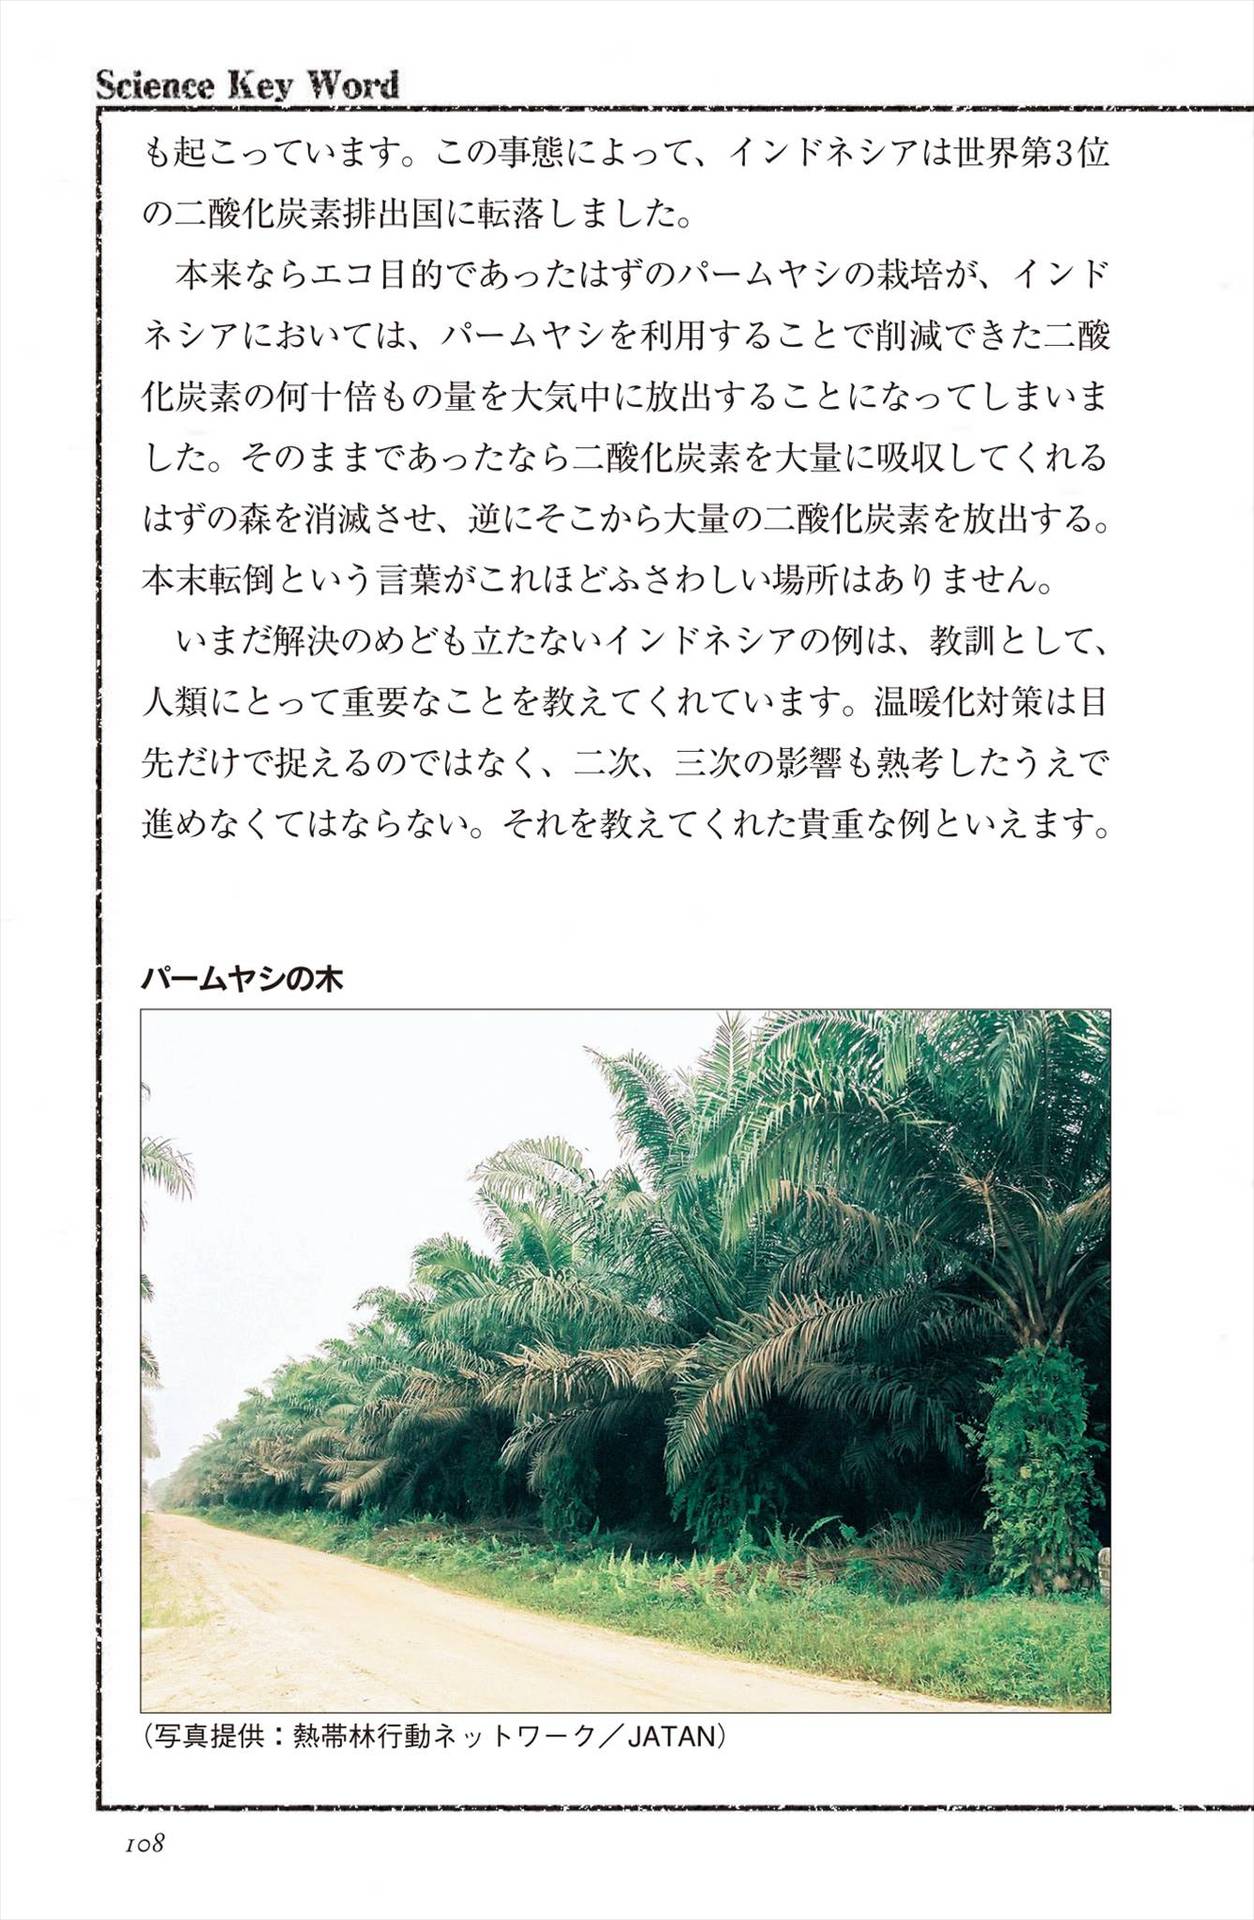 Science Key Word
も起こっています。この事態によって、インドネシアは世界第3位
の二酸化炭素排出国に転落しました。
　本来ならエコ目的であったはずのパームヤシの栽培が、インド
ネシアにおいては、パームヤシを利用することで削減できた二酸
化炭素の何十倍もの量を大気中に放出することになってしまいま
した。そのままであったなら二酸化炭素を大量に吸収してくれる
はずの森を消滅させ、逆にそこから大量の二酸化炭素を放出する。
本末転倒という言葉がこれほどふさわしい場所はありません。
　いまだ解決のめども立たないインドネシアの例は、教訓として、
人類にとって重要なことを教えてくれています。温暖化対策は目
先だけで捉えるのではなく、二次、三次の影響も熟考したうえで
進めなくてはならない。それを教えてくれた貴重な例といえます。
パームヤシの木
（写真提供：熱帯林行動ネットワーク／JATAN）
108